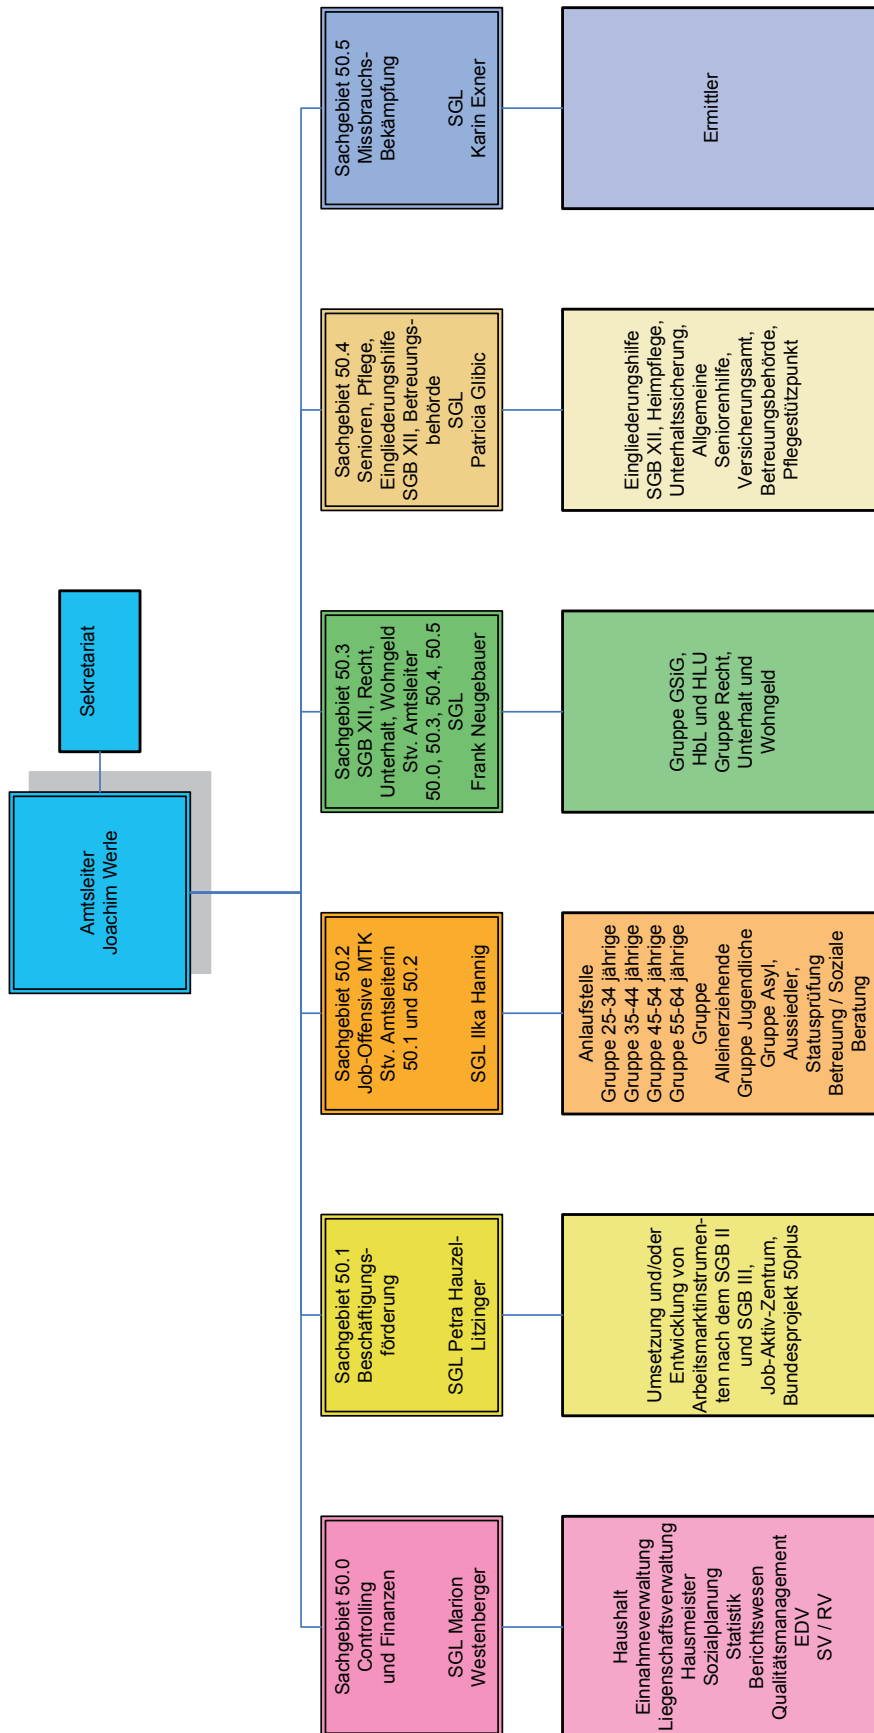 Amtsleiter
Joachim Werle
Sekretariat
Sachgebiet 50.0
Controlling
und Finanzen
SGL Marion
Westenberger
Sachgebiet 50.1
Beschäftigungs-
förderung
SGL Petra Hauzel-
Litzinger
Sachgebiet 50.2
Job-Offensive MTK
Stv. Amtsleiterin
50.1 und 50.2
SGL Ilka Hannig
Sachgebiet 50.3
SGB XII, Recht,
Unterhalt, Wohngeld
Stv. Amtsleiter
50.0, 50.3, 50.4, 50.5
SGL
Frank Neugebauer
Sachgebiet 50.4
Senioren, Pflege,
Eingliederungshilfe
SGB XII, Betreuungs-
behörde
SGL
Patricia Glibic
Sachgebiet 50.5
Missbrauchs-
Bekämpfung
SGL
Karin Exner
Haushalt
Einnahmeverwaltung
Liegenschaftsverwaltung
Hausmeister
Sozialplanung
Statistik
Berichtswesen
Qualitätsmanagement
EDV
SV / RV
Umsetzung und/oder
Entwicklung von
Arbeitsmarktinstrumen-
ten nach dem SGB II
und SGB III,
Job-Aktiv-Zentrum,
Bundesprojekt 50plus
Anlaufstelle
Gruppe 25-34 jährige
Gruppe 35-44 jährige
Gruppe 45-54 jährige
Gruppe 55-64 jährige
Gruppe
Alleinerziehende
Gruppe Jugendliche
Gruppe Asyl,
Aussiedler,
Statusprüfung
Betreuung / Soziale
Beratung
Gruppe GSiG,
HbL und HLU
Gruppe Recht,
Unterhalt und
Wohngeld
Eingliederungshilfe
SGB XII, Heimpflege,
Unterhaltssicherung,
Allgemeine
Seniorenhilfe,
Versicherungsamt,
Betreuungsbehörde,
Pflegestützpunkt
Ermittler